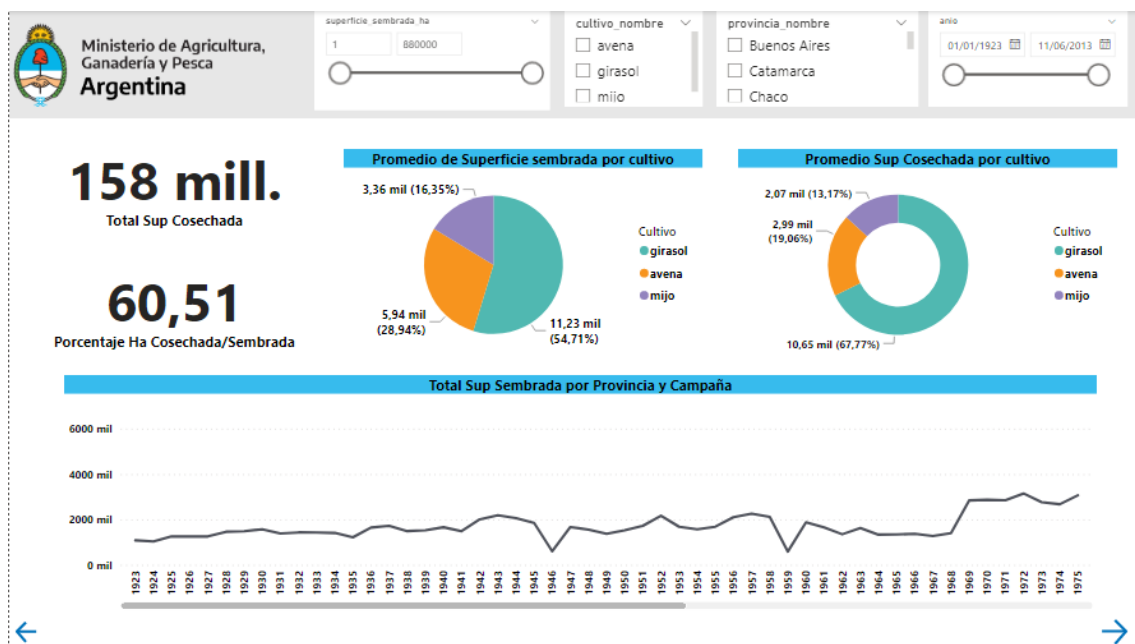 Ministerio de Agricultura,
Ganadería y Pesca
Argentina
superficie_sembrada_ha
1
880000
cultivo_nombre
avena
girasol
mijo
provincia_nombre
Buenos Aires
Catamarca
Chaco
anio
01/01/1923
11/06/2013
158 mill.
Total Sup Cosechada
60,51
Porcentaje Ha Cosechada/Sembrada
Promedio de Superficie sembrada por cultivo
3,36 mil (16,35%)
5,94 mil
(28,94%)
11,23 mil
(54,71%)
Cultivo
girasol
avena
mijo
Promedio Sup Cosechada por cultivo
2,07 mil (13,17%)
2,99 mil
(19,06%)
10,65 mil (67,77%)
Cultivo
girasol
avena
mijo
Total Sup Sembrada por Provincia y Campaña
6000 mil
4000 mil
2000 mil
0 mil
1923 1924 1925 1926 1927 1928 1929 1930 1931 1932 1933 1934 1935 1936 1937 1938 1939 1940 1941 1942 1943 1944 1945 1946 1947 1948 1949 1950 1951 1952 1953 1954 1955 1956 1957 1958 1959 1960 1961 1962 1963 1964 1965 1966 1967 1968 1969 1970 1971 1972 1973 1974 1975